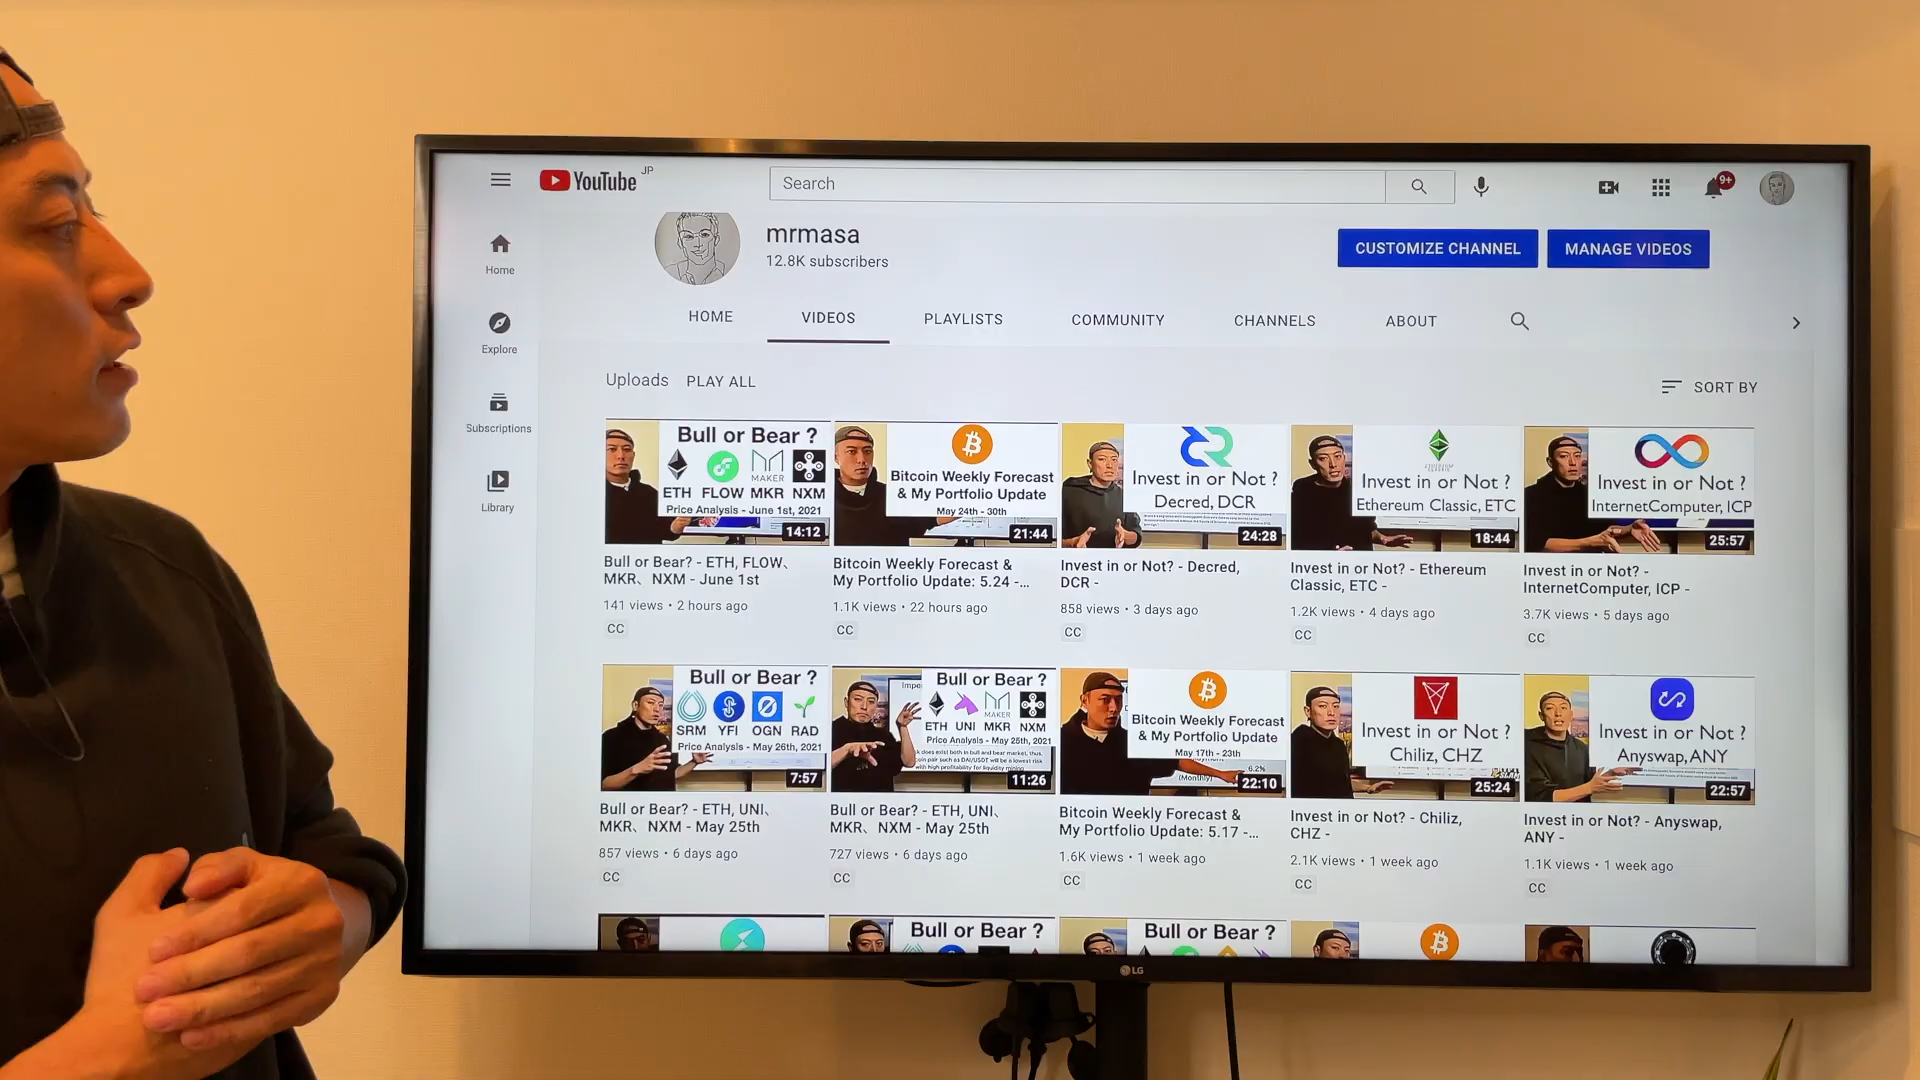 YouTube JP
Search
9+
Home
Explore
Subscriptions
Library
mrmasa
12.8K subscribers
CUSTOMIZE CHANNEL
MANAGE VIDEOS
HOME
VIDEOS
PLAYLISTS
COMMUNITY
CHANNELS
ABOUT
Uploads
PLAY ALL
SORT BY
Bull or Bear ?
MAKER
ETH FLOW MKR NXM
Price Analysis - June 1st, 2021
14:12
Bull or Bear? - ETH, FLOW、
MKR、NXM - June 1st
141 views • 2 hours ago
CC
Bitcoin Weekly Forecast
& My Portfolio Update
May 24th - 30th
21:44
Bitcoin Weekly Forecast &
My Portfolio Update: 5.24 -...
1.1K views • 22 hours ago
CC
Invest in or Not ?
Decred, DCR
24:28
Invest in or Not? - Decred,
DCR -
858 views • 3 days ago
CC
Invest in or Not ?
Ethereum Classic, ETC
18:44
Invest in or Not? - Ethereum
Classic, ETC -
1.2K views • 4 days ago
CC
Invest in or Not ?
InternetComputer, ICP
25:57
Invest in or Not? -
InternetComputer, ICP -
3.7K views • 5 days ago
CC
Bull or Bear ?
SRM YFI OGN RAD
Price Analysis - May 26th, 2021
7:57
Bull or Bear? - ETH, UNI、
MKR、NXM - May 25th
857 views • 6 days ago
CC
Bull or Bear ?
MAKER
ETH UNI MKR NXM
Price Analysis - May 25th, 2021
11:26
Bull or Bear? - ETH, UNI、
MKR、NXM - May 25th
727 views • 6 days ago
CC
Bitcoin Weekly Forecast
& My Portfolio Update
May 17th - 23th
6.2%
(Monthly)
22:10
Bitcoin Weekly Forecast &
My Portfolio Update: 5.17 -...
1.6K views • 1 week ago
CC
Invest in or Not ?
Chiliz, CHZ
25:24
Invest in or Not? - Chiliz,
CHZ -
2.1K views • 1 week ago
CC
Invest in or Not ?
Anyswap, ANY
22:57
Invest in or Not? - Anyswap,
ANY -
1.1K views • 1 week ago
CC
Bull or Bear ?
Bull or Bear ?
LG